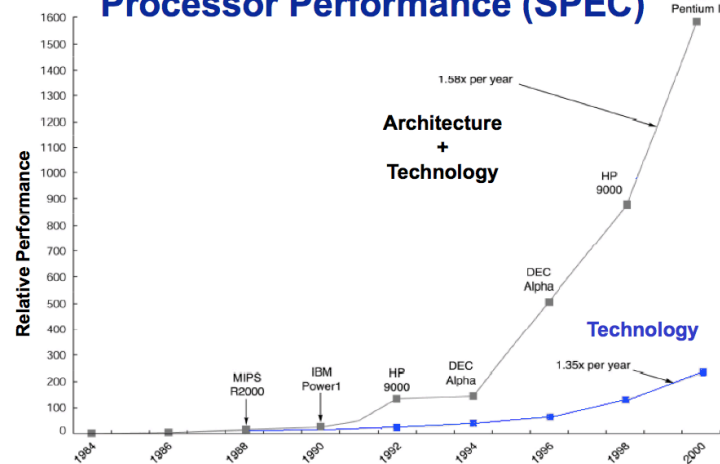 Processor Performance (SPEC)
Pentium
1600
1500
1400
1300
1200
1100
1000
900
800
700
600
500
400
300
200
100
0
Relative Performance
1.58x per year
Architecture
+
Technology
HP
9000
DEC
Alpha
Technology
1.35x per year
MIPS
R2000
IBM
Power1
HP
9000
DEC
Alpha
1984
1986
1988
1990
1992
1994
1996
1998
2000